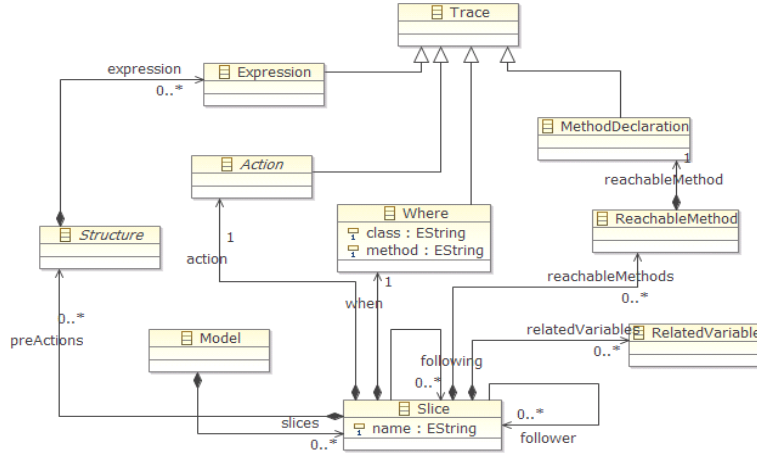 Trace
expression
Expression
0..*
MethodDeclaration
1
reachableMethod
Action
Where
class : EString
method : EString
ReachableMethod
Structure
1
action
1
when
reachableMethods
0..*
0..*
preActions
Model
relatedVariables
RelatedVariable
0..*
following
0..*
Slice
name : EString
slices
0..*
0..*
follower